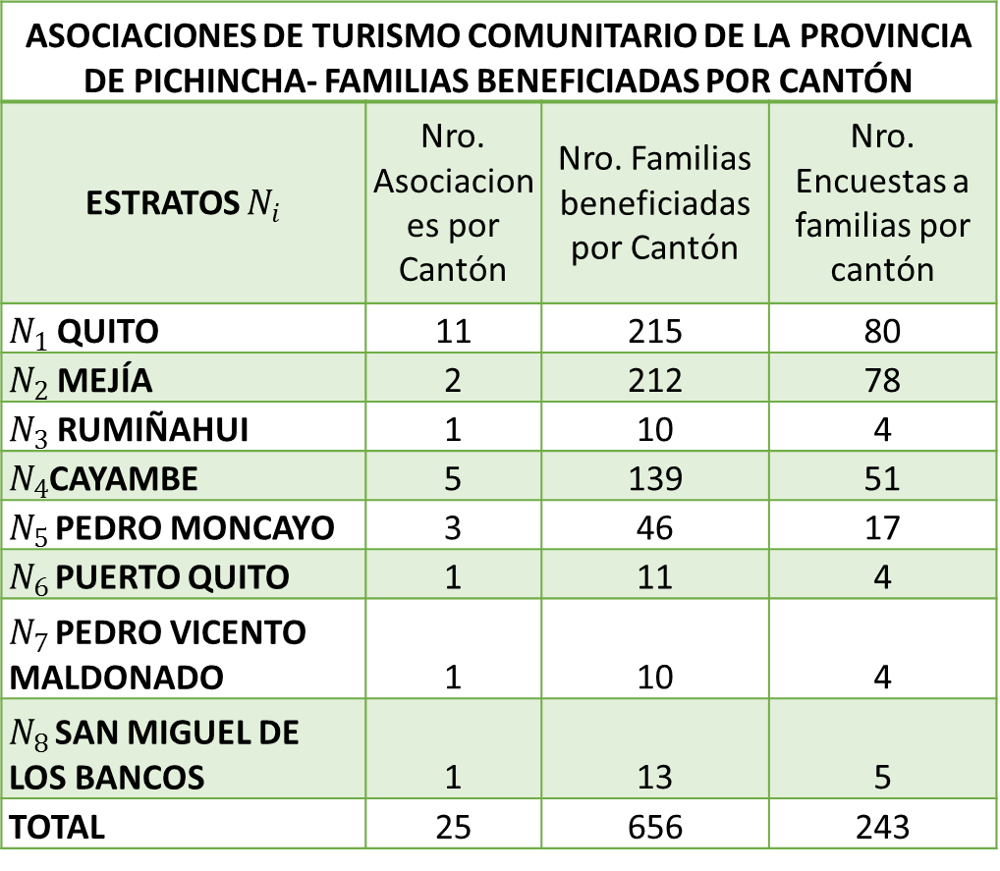 ASOCIACIONES DE TURISMO COMUNITARIO DE LA PROVINCIA
DE PICHINCHA- FAMILIAS BENEFICIADAS POR CANTÓN
ESTRATOS N_i
Nro.
Asociacion
es por
Cantón
Nro. Familias
beneficiadas
por Cantón
Nro.
Encuestas a
familias por
cantón
N_1 QUITO 11 215 80
N_2 MEJÍA 2 212 78
N_3 RUMIÑAHUI 1 10 4
N_4CAYAMBE 5 139 51
N_5 PEDRO MONCAYO 3 46 17
N_6 PUERTO QUITO 1 11 4
N_7 PEDRO VICENTO
MALDONADO 1 10 4
N_8 SAN MIGUEL DE
LOS BANCOS 1 13 5
TOTAL 25 656 243